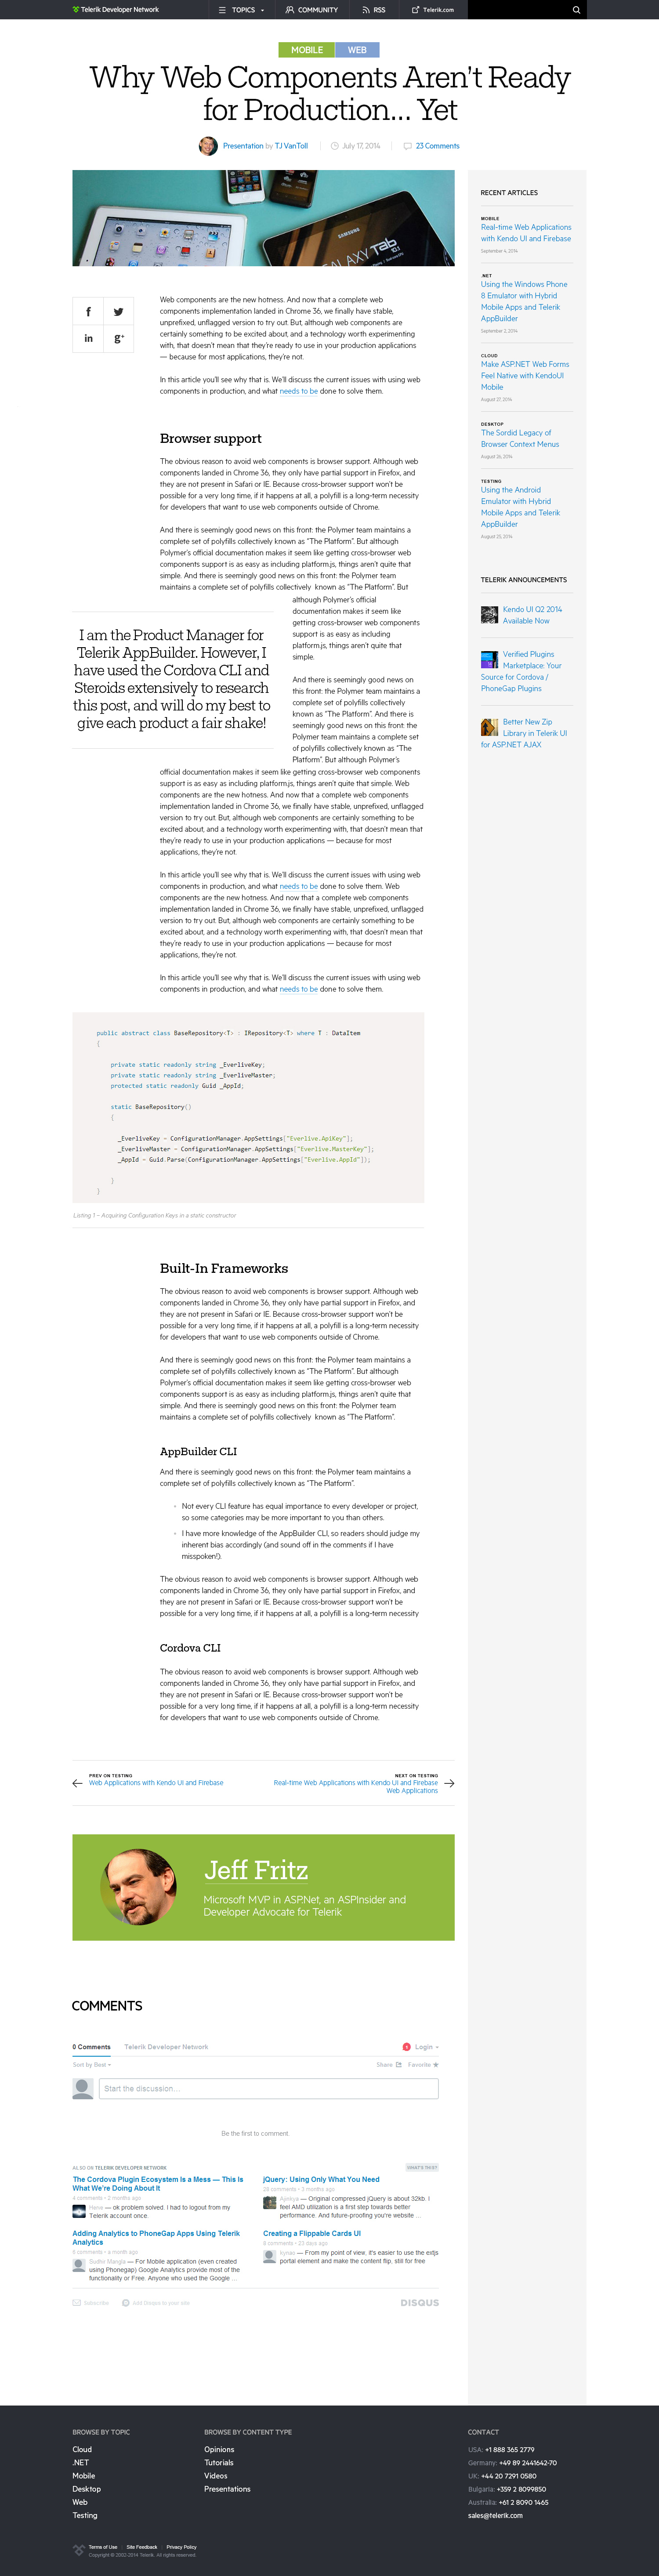 Telerik Developer Network
TOPICS
COMMUNITY
RSS
Telerik.com
MOBILE
WEB
Why Web Components Aren't Ready
for Production... Yet
Presentation by TJ VanToll
July 17, 2014
23 Comments
SAMSUNG
GALAXY Tab
Web components are the new hotness. And now that a complete web
components implementation landed in Chrome 36, we finally have stable,
unprefixed, unflagged version to try out. But, although web components are
certainly something to be excited about, and a technology worth experimenting
with, that doesn't mean that they're ready to use in your production applications
— because for most applications, they're not.
In this article you'll see why that is. We'll discuss the current issues with using web
components in production, and what needs to be done to solve them.
Browser support
The obvious reason to avoid web components is browser support. Although web
components landed in Chrome 36, they only have partial support in Firefox, and
they are not present in Safari or IE. Because cross-browser support won't be
possible for a very long time, if it happens at all, a polyfill is a long-term necessity
for developers that want to use web components outside of Chrome.
And there is seemingly good news on this front: the Polymer team maintains a
complete set of polyfills collectively known as "The Platform". But although
Polymer's official documentation makes it seem like getting cross-browser web
components support is as easy as including platform.js, things aren't quite that
simple. And there is seemingly good news on this front: the Polymer team maintains
a complete set of polyfills collectively known as "The Platform". But
although Polymer's official
documentation makes it seem like
getting cross-browser web components
support is as easy as including
platform.js, things aren't quite that
simple.
I am the Product Manager for
Telerik AppBuilder. However, I
have used the Cordova CLI and
Steroids extensively to research
this post, and will do my best to
give each product a fair shake!
And there is seemingly good news on
this front: the Polymer team maintains a
complete set of polyfills collectively
known as "The Platform". And there is
seemingly good news on this front: the
Polymer team maintains a complete set
of polyfills collectively known as "The
Platform". But although Polymer's
official documentation makes it seem like getting cross-browser web components
support is as easy as including platform.js, things aren't quite that simple. Web
components are the new hotness. And now that a complete web components
implementation landed in Chrome 36, we finally have stable, unprefixed, unflagged
version to try out. But, although web components are certainly something to be
excited about, and a technology worth experimenting with, that doesn't mean that
they're ready to use in your production applications — because for most
applications, they're not.
In this article you'll see why that is. We'll discuss the current issues with using web
components in production, and what needs to be done to solve them. Web
components are the new hotness. And now that a complete web components
implementation landed in Chrome 36, we finally have stable, unprefixed, unflagged
version to try out. But, although web components are certainly something to be
excited about, and a technology worth experimenting with, that doesn't mean that
they're ready to use in your production applications — because for most
applications, they're not.
In this article you'll see why that is. We'll discuss the current issues with using web
components in production, and what needs to be done to solve them.
public abstract class BaseRepository<T> : IRepository<T> where T : DataItem
{
private static readonly string _EverliveKey;
private static readonly string _EverliveMaster;
protected static readonly Guid _AppId;
static BaseRepository()
{
_EverliveKey = ConfigurationManager.AppSettings["Everlive.ApiKey"];
_EverliveMaster = ConfigurationManager.AppSettings["Everlive.MasterKey"];
_AppId = Guid.Parse(ConfigurationManager.AppSettings["Everlive.AppId"]);
}
}
Listing 1 – Acquiring Configuration Keys in a static constructor
Built-In Frameworks
The obvious reason to avoid web components is browser support. Although web
components landed in Chrome 36, they only have partial support in Firefox, and
they are not present in Safari or IE. Because cross-browser support won't be
possible for a very long time, if it happens at all, a polyfill is a long-term necessity
for developers that want to use web components outside of Chrome.
And there is seemingly good news on this front: the Polymer team maintains a
complete set of polyfills collectively known as "The Platform". But although
Polymer's official documentation makes it seem like getting cross-browser web
components support is as easy as including platform.js, things aren't quite that
simple. And there is seemingly good news on this front: the Polymer team
maintains a complete set of polyfills collectively known as "The Platform".
AppBuilder CLI
And there is seemingly good news on this front: the Polymer team maintains a
complete set of polyfills collectively known as "The Platform".
Not every CLI feature has equal importance to every developer or project,
so some categories may be more important to you than others.
I have more knowledge of the AppBuilder CLI, so readers should judge my
inherent bias accordingly (and sound off in the comments if I have
misspoken!).
The obvious reason to avoid web components is browser support. Although web
components landed in Chrome 36, they only have partial support in Firefox, and
they are not present in Safari or IE. Because cross-browser support won't be
possible for a very long time, if it happens at all, a polyfill is a long-term necessity
Cordova CLI
The obvious reason to avoid web components is browser support. Although web
components landed in Chrome 36, they only have partial support in Firefox, and
they are not present in Safari or IE. Because cross-browser support won't be
possible for a very long time, if it happens at all, a polyfill is a long-term necessity
for developers that want to use web components outside of Chrome.
PREV ON TESTING
Web Applications with Kendo UI and Firebase
NEXT ON TESTING
Real-time Web Applications with Kendo UI and Firebase
Web Applications
Jeff Fritz
Microsoft MVP in ASP.Net, an ASPInsider and
Developer Advocate for Telerik
COMMENTS
0 Comments
Telerik Developer Network
Login
Sort by Best
Share
Favorite
Start the discussion...
Be the first to comment.
ALSO ON TELERIK DEVELOPER NETWORK
WHAT'S THIS?
The Cordova Plugin Ecosystem Is a Mess — This Is
What We're Doing About It
4 comments • 2 months ago
— ok problem solved. I had to logout from my
Telerik account once.
jQuery: Using Only What You Need
28 comments • 3 months ago
— Original compressed jQuery is about 32kb. I
feel AMD utilization is a first step towards better
performance. And future-proofing you're website ...
Adding Analytics to PhoneGap Apps Using Telerik
Analytics
6 comments • a month ago
Sudhir Mangla — For Mobile application (even created
using Phonegap) Google Analytics provide most of the
functionality or Free. Anyone who used the Google ...
Creating a Flippable Cards UI
6 comments • 23 days ago
kynas — From my point of view, it's easier to use the extjs
portal element and make the content flip, still for free
Subscribe
Add Disqus to your site
DISQUS
RECENT ARTICLES
MOBILE
Real-time Web Applications
with Kendo UI and Firebase
September 4, 2014
.NET
Using the Windows Phone
8 Emulator with Hybrid
Mobile Apps and Telerik
AppBuilder
September 2, 2014
CLOUD
Make ASP.NET Web Forms
Feel Native with KendoUI
Mobile
August 27, 2014
DESKTOP
The Sordid Legacy of
Browser Context Menus
August 26, 2014
TESTING
Using the Android
Emulator with Hybrid
Mobile Apps and Telerik
AppBuilder
August 25, 2014
TELERIK ANNOUNCEMENTS
Kendo UI Q2 2014
Available Now
Verified Plugins
Marketplace: Your
Source for Cordova /
PhoneGap Plugins
Better New Zip
Library in Telerik UI
for ASP.NET AJAX
BROWSE BY TOPIC
Cloud
.NET
Mobile
Desktop
Web
Testing
BROWSE BY CONTENT TYPE
Opinions
Tutorials
Videos
Presentations
CONTACT
USA: +1 888 365 2779
Germany: +49 89 2441642-70
UK: +44 20 7291 0580
Bulgaria: +359 2 8099850
Australia: +61 2 8090 1465
sales@telerik.com
Terms of Use
Site Feedback
Privacy Policy
Copyright © 2002-2014 Telerik. All rights reserved.